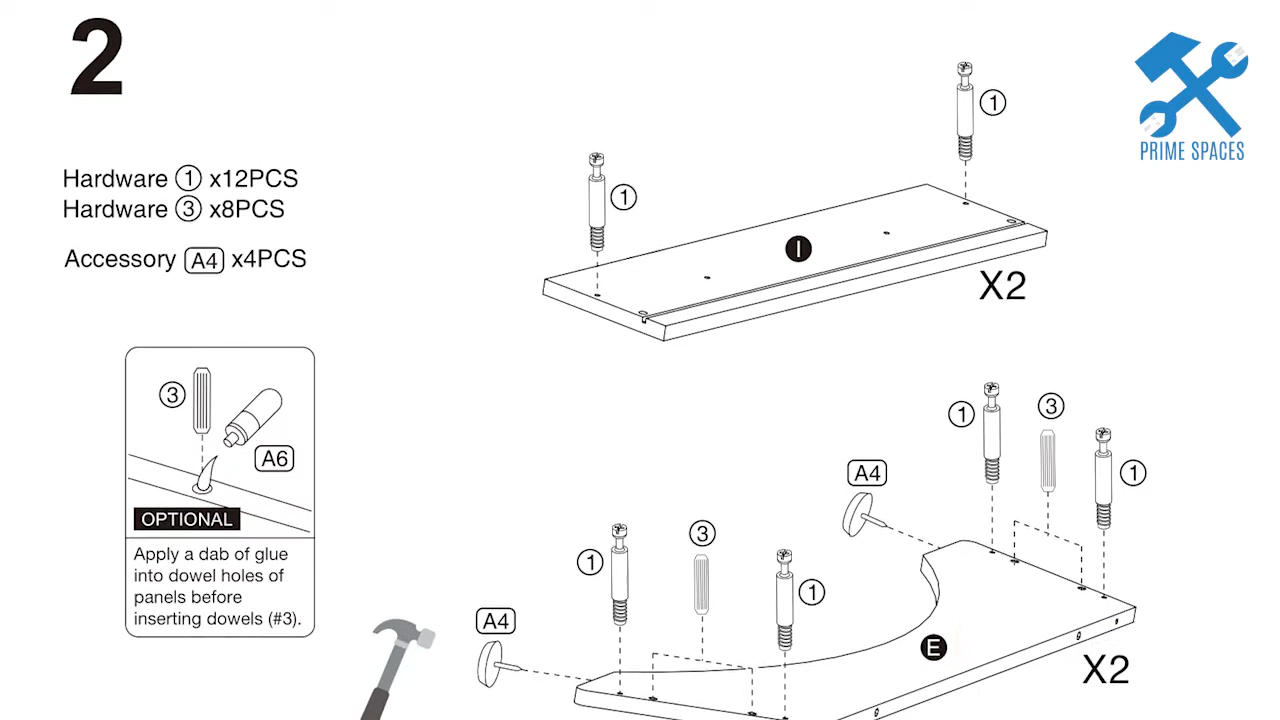 2
PRIME SPACES
Hardware ① x12PCS
Hardware ③ x8PCS
Accessory A4 x4PCS
①
①
I
X2
③
A6
OPTIONAL
Apply a dab of glue
into dowel holes of
panels before
inserting dowels (#3).
①
③
①
A4
①
③
①
A4
E
X2